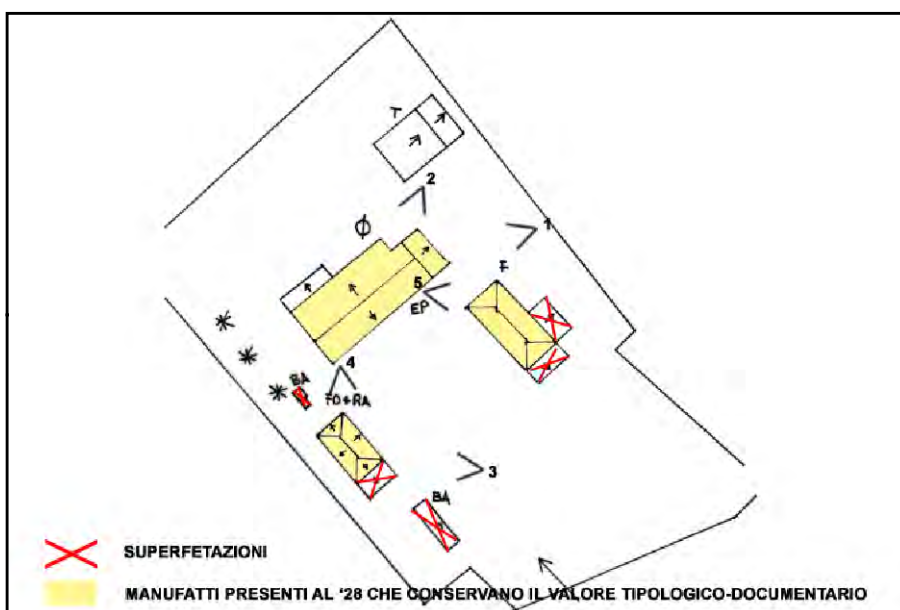 T
2
Ø
1
F
5
EP
4
BA
FO+RA
3
BA
SUPERFETAZIONI
MANUFATTI PRESENTI AL '28 CHE CONSERVANO IL VALORE TIPOLOGICO-DOCUMENTARIO